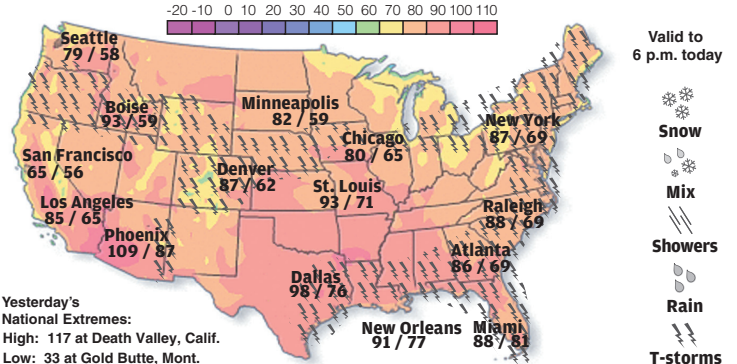 -20 -10 0 10 20 30 40 50 60 70 80 90 100 110
Valid to
6 p.m. today
Seattle
79 / 58
Boise
93/59
Minneapolis
82 / 59
New York
87 / 69
Chicago
80 / 65
San Francisco
65 / 56
Denver
87 / 62
St. Louis
93 / 71
Los Angeles
85 / 65
Raleigh
88 / 69
Phoenix
109 / 87
Atlanta
86 / 69
Dallas
98 / 76
New Orleans
91 / 77
Miami
88 / 81
Snow
Mix
Showers
Rain
T-storms
Yesterday's
National Extremes:
High: 117 at Death Valley, Calif.
Low: 33 at Gold Butte, Mont.